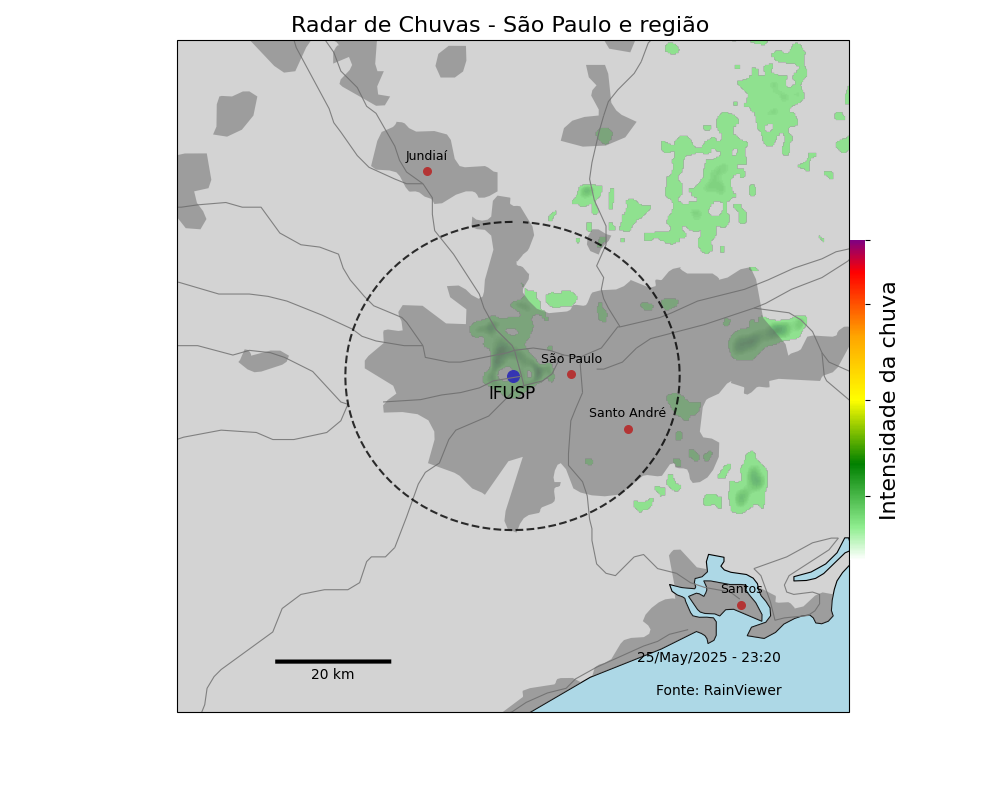 Radar de Chuvas - São Paulo e região
Jundiaí
São Paulo
IFUSP
Santo André
Intensidade da chuva
Santos
25/May/2025 - 23:20
20 km
Fonte: RainViewer